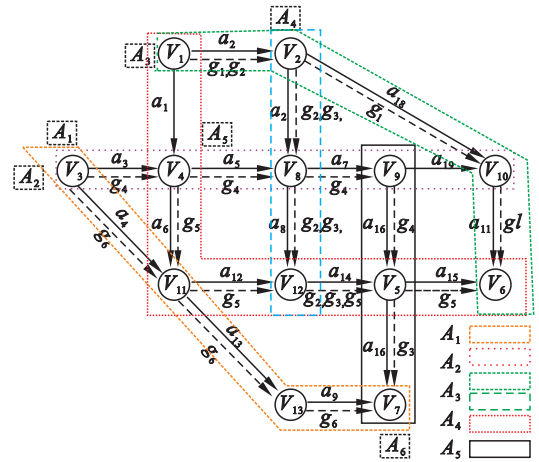 A₄
A₃ V₁ a₂ V₂
g₁,g₂
a₁₈
g₁
a₁ a₂ g₂,g₃,
A₁ A₅
A₂ V₃ a₃ V₄ a₅ V₈ a₇ V₉ a₁₉ V₁₀
g₄ g₄ g₄
a₄ g₆ a₆ g₅ a₈ g₂,g₃, a₁₆ g₄ a₁₁ gl
V₁₁ a₁₂ V₁₂ a₁₄ V₅ a₁₅ V₆
g₅ g₂,g₃,g₅ g₅
a₁₃ g₆ a₁₆ g₃
V₁₃ a₉ V₇
g₆
A₆
A₁
A₂
A₃
A₄
A₅